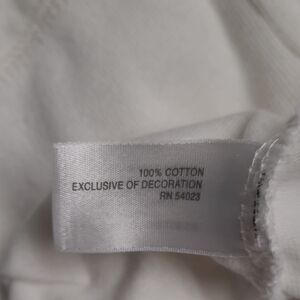 100% COTTON
EXCLUSIVE OF DECORATION
RN 54023